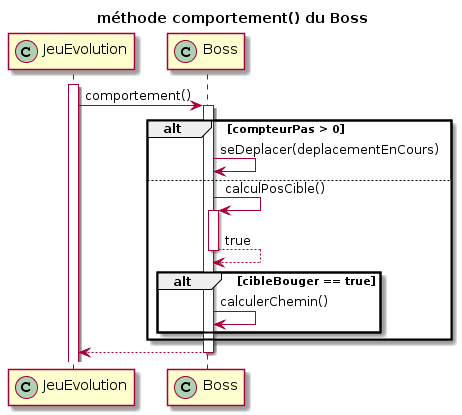 méthode comportement() du Boss
C JeuEvolution C Boss
comportement()
alt [compteurPas > 0]
seDeplacer(deplacementEnCours)
calculPosCible()
true
alt [cibleBouger == true]
calculerChemin()
C JeuEvolution C Boss